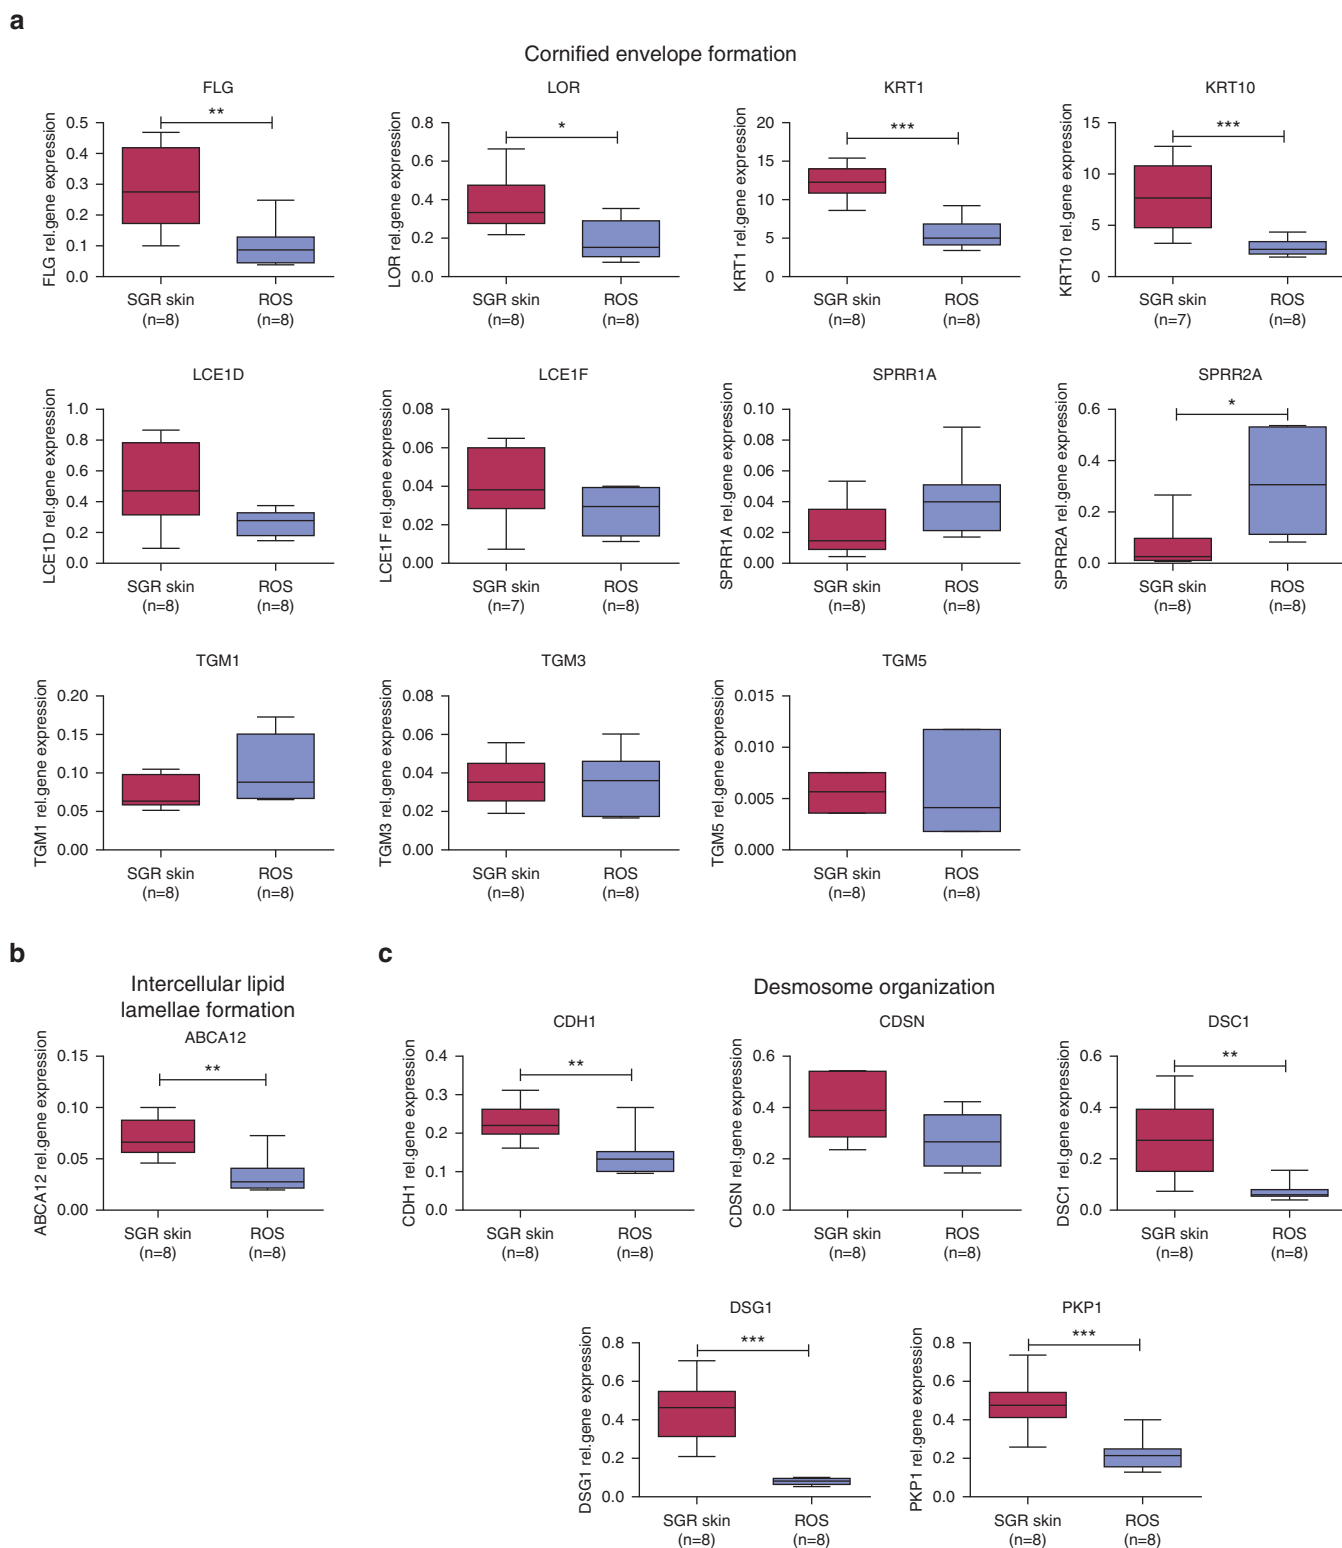 a
Cornified envelope formation
FLG
FLG rel.gene expression
0.5
0.4
0.3
0.2
0.1
0.0
**
SGR skin
(n=8)
ROS
(n=8)
LOR
LOR rel.gene expression
0.8
0.6
0.4
0.2
0.0
*
SGR skin
(n=8)
ROS
(n=8)
KRT1
KRT1 rel.gene expression
20
15
10
5
0
***
SGR skin
(n=8)
ROS
(n=8)
KRT10
KRT10 rel.gene expression
15
10
5
0
***
SGR skin
(n=7)
ROS
(n=8)
LCE1D
LCE1D rel.gene expression
1.0
0.8
0.6
0.4
0.2
0.0
SGR skin
(n=8)
ROS
(n=8)
LCE1F
LCE1F rel.gene expression
0.08
0.06
0.04
0.02
0.00
SGR skin
(n=7)
ROS
(n=8)
SPRR1A
SPRR1A rel.gene expression
0.10
0.08
0.06
0.04
0.02
0.00
SGR skin
(n=8)
ROS
(n=8)
SPRR2A
SPRR2A rel.gene expression
0.6
0.4
0.2
0.0
*
SGR skin
(n=8)
ROS
(n=8)
TGM1
TGM1 rel.gene expression
0.20
0.15
0.10
0.05
0.00
SGR skin
(n=8)
ROS
(n=8)
TGM3
TGM3 rel.gene expression
0.08
0.06
0.04
0.02
0.00
SGR skin
(n=8)
ROS
(n=8)
TGM5
TGM5 rel.gene expression
0.015
0.010
0.005
0.000
SGR skin
(n=8)
ROS
(n=8)
b
Intercellular lipid
lamellae formation
ABCA12
ABCA12 rel.gene expression
0.15
0.10
0.05
0.00
**
SGR skin
(n=8)
ROS
(n=8)
c
Desmosome organization
CDH1
CDH1 rel.gene expression
0.4
0.3
0.2
0.1
0.0
**
SGR skin
(n=8)
ROS
(n=8)
CDSN
CDSN rel.gene expression
0.6
0.4
0.2
0.0
SGR skin
(n=8)
ROS
(n=8)
DSC1
DSC1 rel.gene expression
0.6
0.4
0.2
0.0
**
SGR skin
(n=8)
ROS
(n=8)
DSG1
DSG1 rel.gene expression
0.8
0.6
0.4
0.2
0.0
***
SGR skin
(n=8)
ROS
(n=8)
PKP1
PKP1 rel.gene expression
0.8
0.6
0.4
0.2
0.0
***
SGR skin
(n=8)
ROS
(n=8)